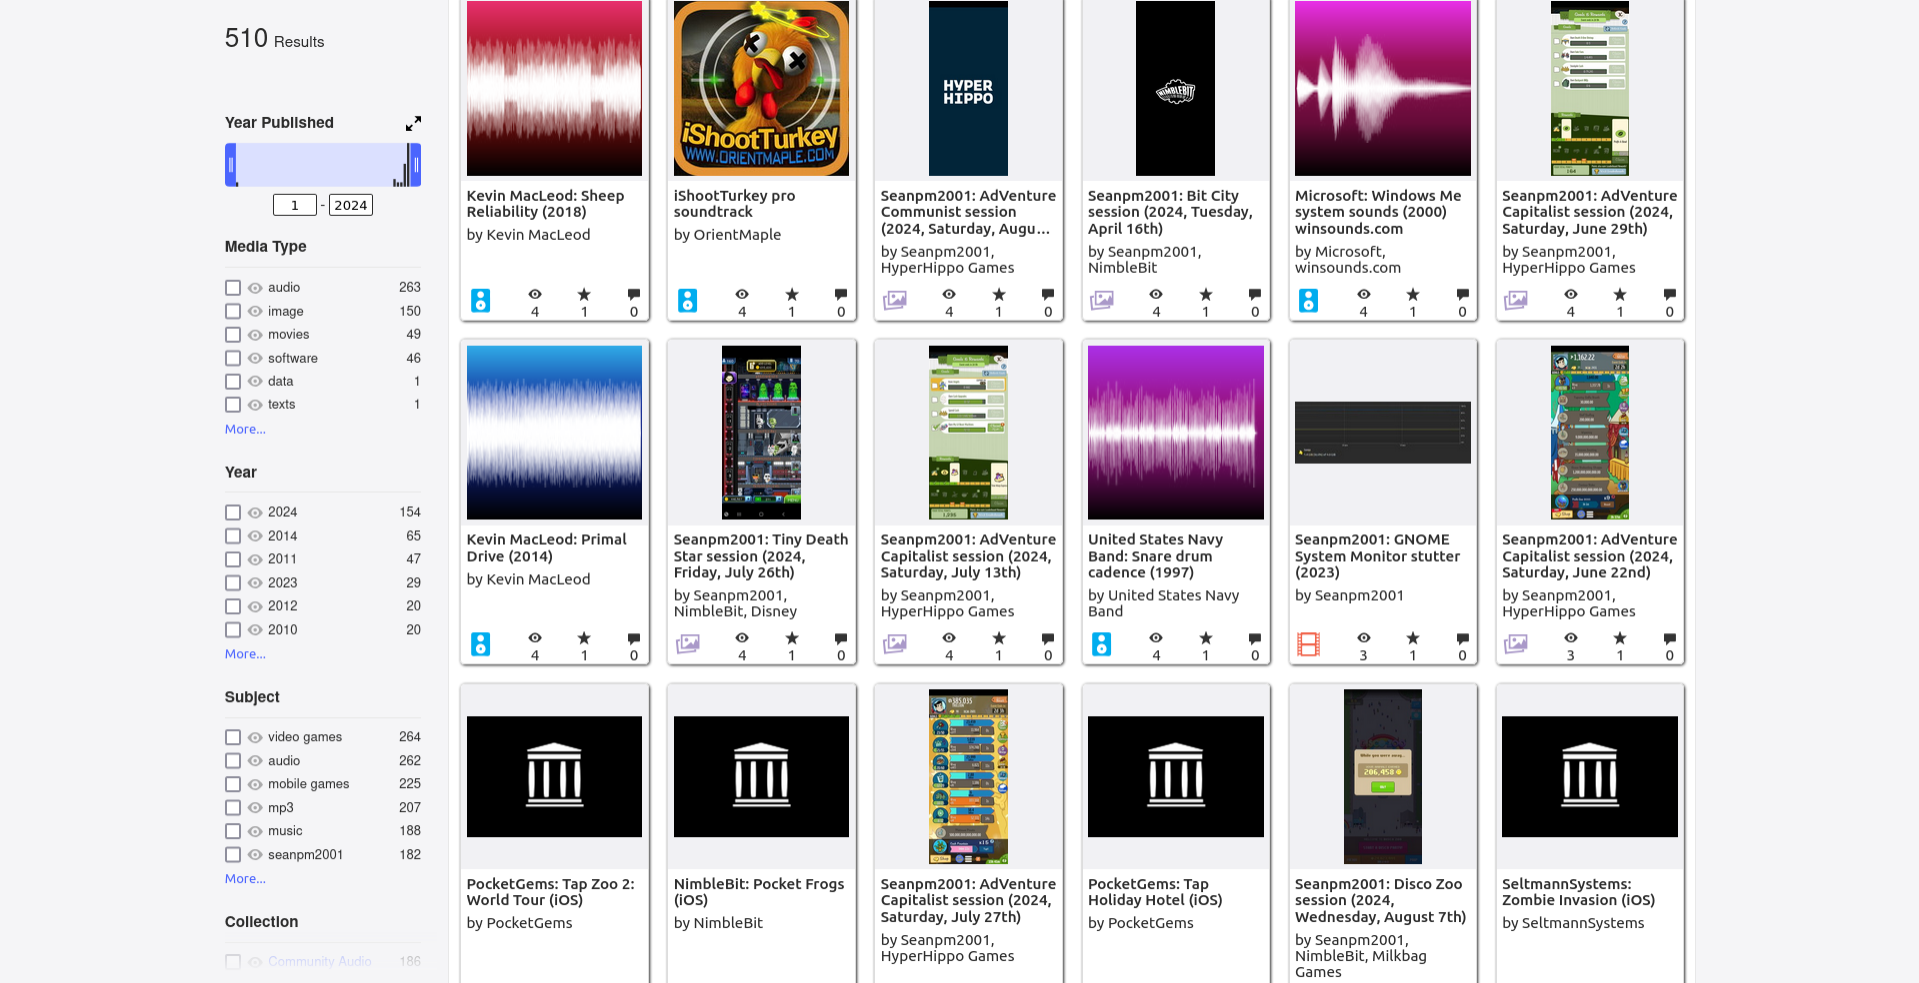 510 Results
Year Published
1 - 2024
Media Type
audio 263
image 150
movies 49
software 46
data 1
texts 1
More...
Year
2024 154
2014 65
2011 47
2023 29
2012 20
2010 20
More...
Subject
video games 264
audio 262
mobile games 225
mp3 207
music 188
seanpm2001 182
More...
Collection
Community Audio 186
Kevin MacLeod: Sheep
Reliability (2018)
by Kevin MacLeod
4 1 0
iShootTurkey
WWW.ORIENTMAPLE.COM
iShootTurkey pro
soundtrack
by OrientMaple
4 1 0
HYPER
HIPPO
Seanpm2001: AdVenture
Communist session
(2024, Saturday, Augu...
by Seanpm2001,
HyperHippo Games
4 1 0
NIMBLEBIT
Seanpm2001: Bit City
session (2024, Tuesday,
April 16th)
by Seanpm2001,
NimbleBit
4 1 0
Microsoft: Windows Me
system sounds (2000)
winsounds.com
by Microsoft,
winsounds.com
4 1 0
Seanpm2001: AdVenture
Capitalist session (2024,
Saturday, June 29th)
by Seanpm2001,
HyperHippo Games
4 1 0
Kevin MacLeod: Primal
Drive (2014)
by Kevin MacLeod
4 1 0
Seanpm2001: Tiny Death
Star session (2024,
Friday, July 26th)
by Seanpm2001,
NimbleBit, Disney
4 1 0
Seanpm2001: AdVenture
Capitalist session (2024,
Saturday, July 13th)
by Seanpm2001,
HyperHippo Games
4 1 0
United States Navy
Band: Snare drum
cadence (1997)
by United States Navy
Band
4 1 0
Seanpm2001: GNOME
System Monitor stutter
(2023)
by Seanpm2001
3 1 0
Seanpm2001: AdVenture
Capitalist session (2024,
Saturday, June 22nd)
by Seanpm2001,
HyperHippo Games
3 1 0
PocketGems: Tap Zoo 2:
World Tour (iOS)
by PocketGems
NimbleBit: Pocket Frogs
(iOS)
by NimbleBit
Seanpm2001: AdVenture
Capitalist session (2024,
Saturday, July 27th)
by Seanpm2001,
HyperHippo Games
PocketGems: Tap
Holiday Hotel (iOS)
by PocketGems
206,458
Seanpm2001: Disco Zoo
session (2024,
Wednesday, August 7th)
by Seanpm2001,
NimbleBit, Milkbag
Games
SeltmannSystems:
Zombie Invasion (iOS)
by SeltmannSystems